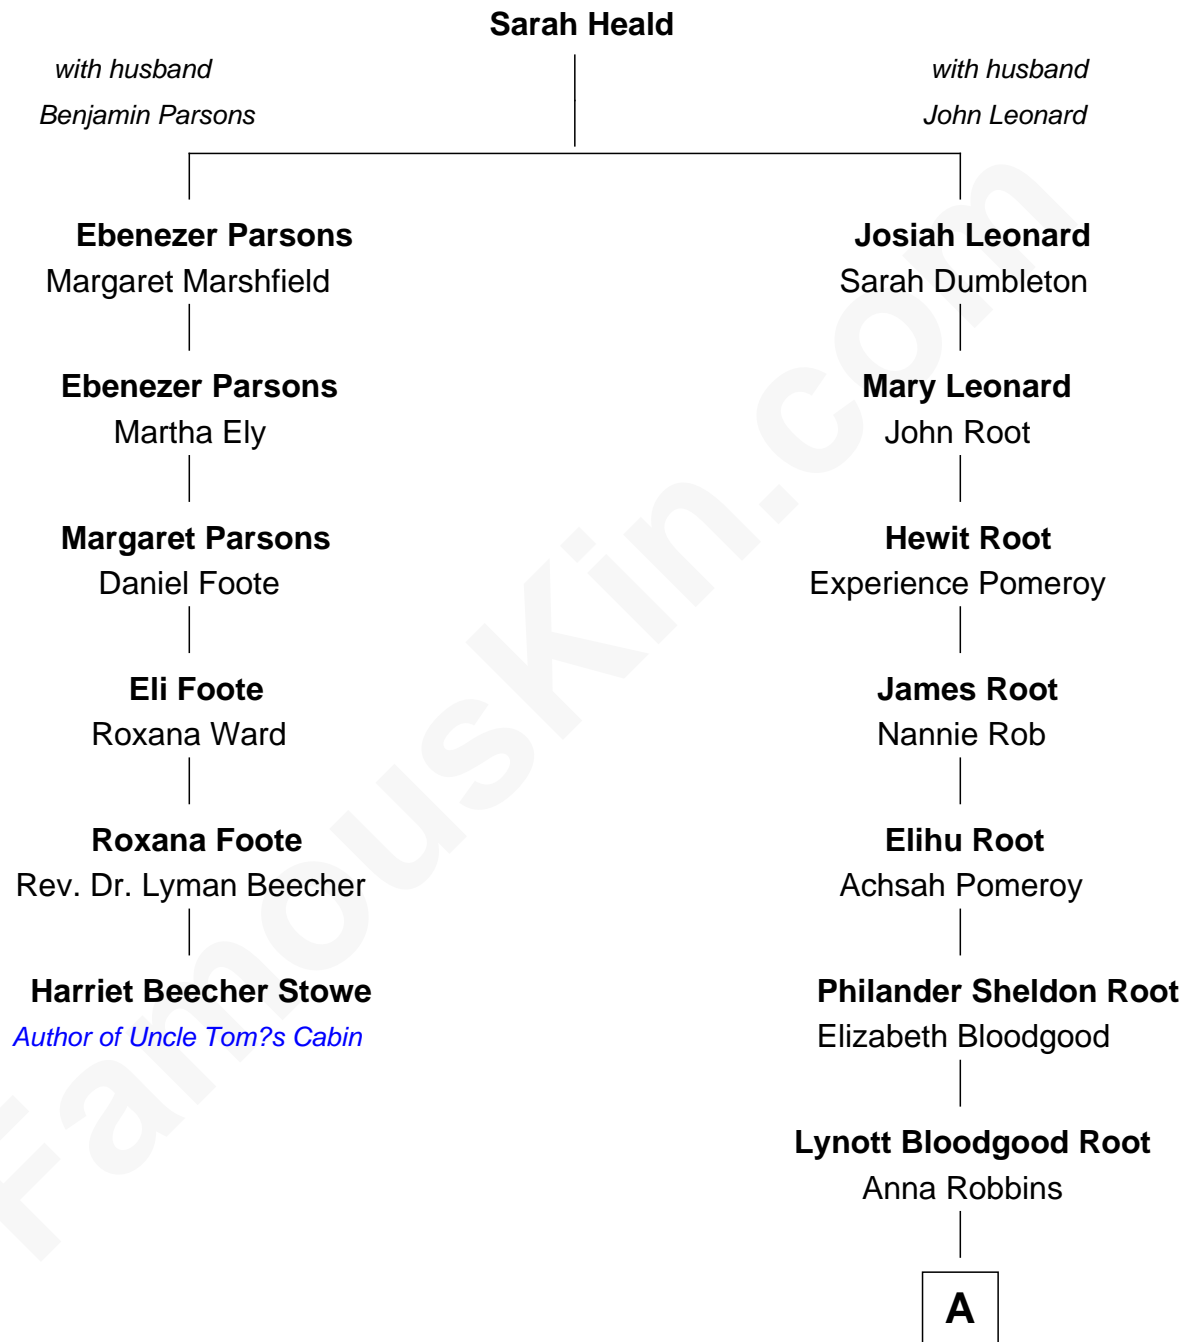 Sarah Heald
with husband
Benjamin Parsons
with husband
John Leonard
Ebenezer Parsons
Margaret Marshfield
Josiah Leonard
Sarah Dumbleton
Ebenezer Parsons
Martha Ely
Mary Leonard
John Root
Margaret Parsons
Daniel Foote
Hewit Root
Experience Pomeroy
Eli Foote
Roxana Ward
James Root
Nannie Rob
Roxana Foote
Rev. Dr. Lyman Beecher
Elihu Root
Achsah Pomeroy
Harriet Beecher Stowe
Author of Uncle Tom?s Cabin
Philander Sheldon Root
Elizabeth Bloodgood
Lynott Bloodgood Root
Anna Robbins
A
FamousKin.com